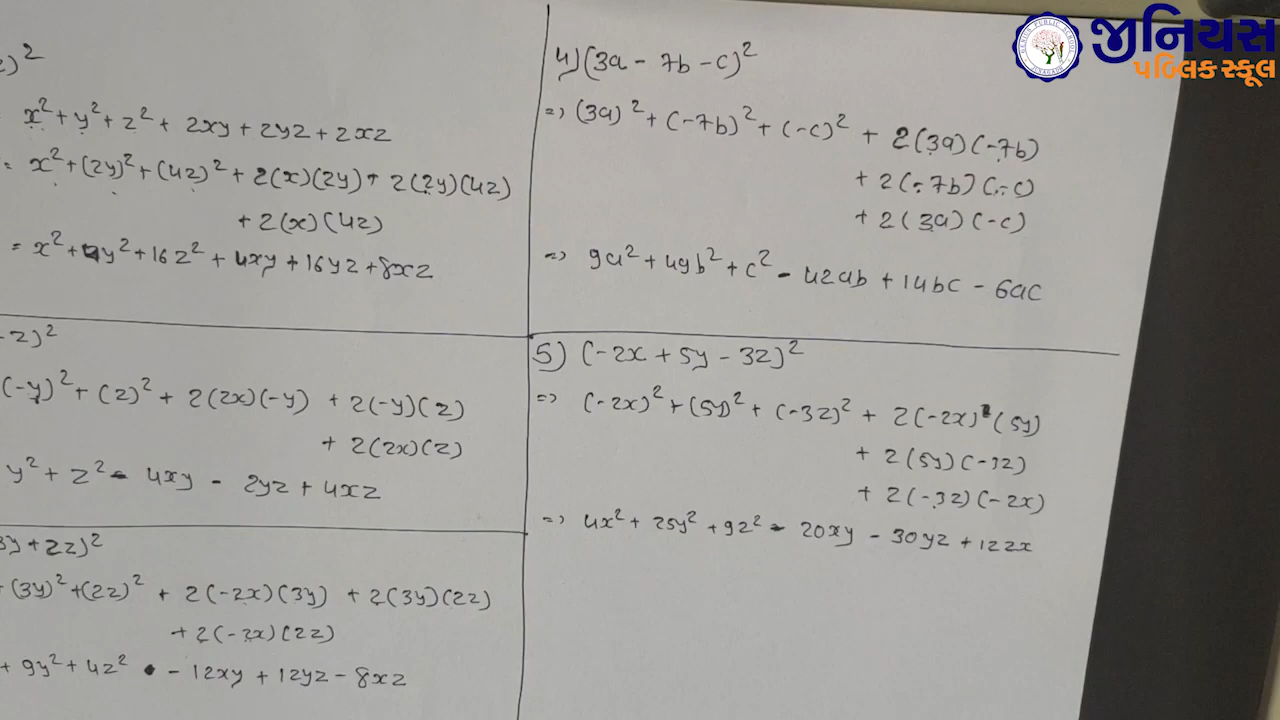 z)²
x² + y² + z² + 2xy + 2yz + 2xz
= x² + (2y)² + (4z)² + 2(x)(2y) + 2(2y)(4z)
+ 2(x)(4z)
= x² + 4y² + 16z² + 4xy + 16yz + 8xz
- z)²
(-y)² + (z)² + 2(2x)(-y) + 2(-y)(z)
+ 2(2x)(z)
y² + z² - 4xy - 2yz + 4xz
3y + 2z)²
+ (3y)² + (2z)² + 2(-2x)(3y) + 2(3y)(2z)
+ 2(-2x)(2z)
+ 9y² + 4z² - 12xy + 12yz - 8xz
4) (3a - 7b - c)²
=> (3a)² + (-7b)² + (-c)² + 2(3a)(-7b)
+ 2(-7b)(-c)
+ 2(3a)(-c)
=> 9a² + 49b² + c² - 42ab + 14bc - 6ac
5) (-2x + 5y - 3z)²
=> (-2x)² + (5y)² + (-3z)² + 2(-2x)(5y)
+ 2(5y)(-3z)
+ 2(-3z)(-2x)
=> 4x² + 25y² + 9z² - 20xy - 30yz + 12zx
જીનિયસ
પબ્લિક સ્કૂલ
GENIUS PUBLIC SCHOOL